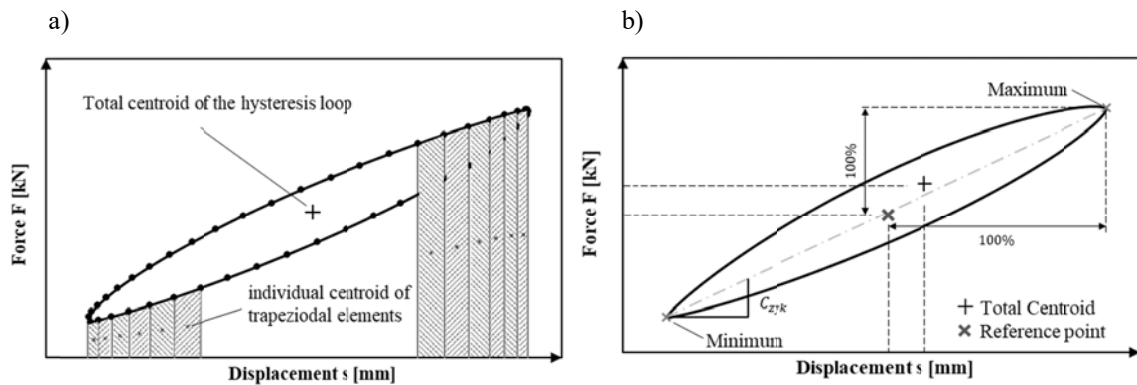 a)
b)
Total centroid of the hysteresis loop
individual centroid of
trapeziodal elements
Force F [kN]
Displacement s [mm]
Maximum
100%
100%
C_zyk
Minimum
Total Centroid
Reference point
Force F [kN]
Displacement s [mm]